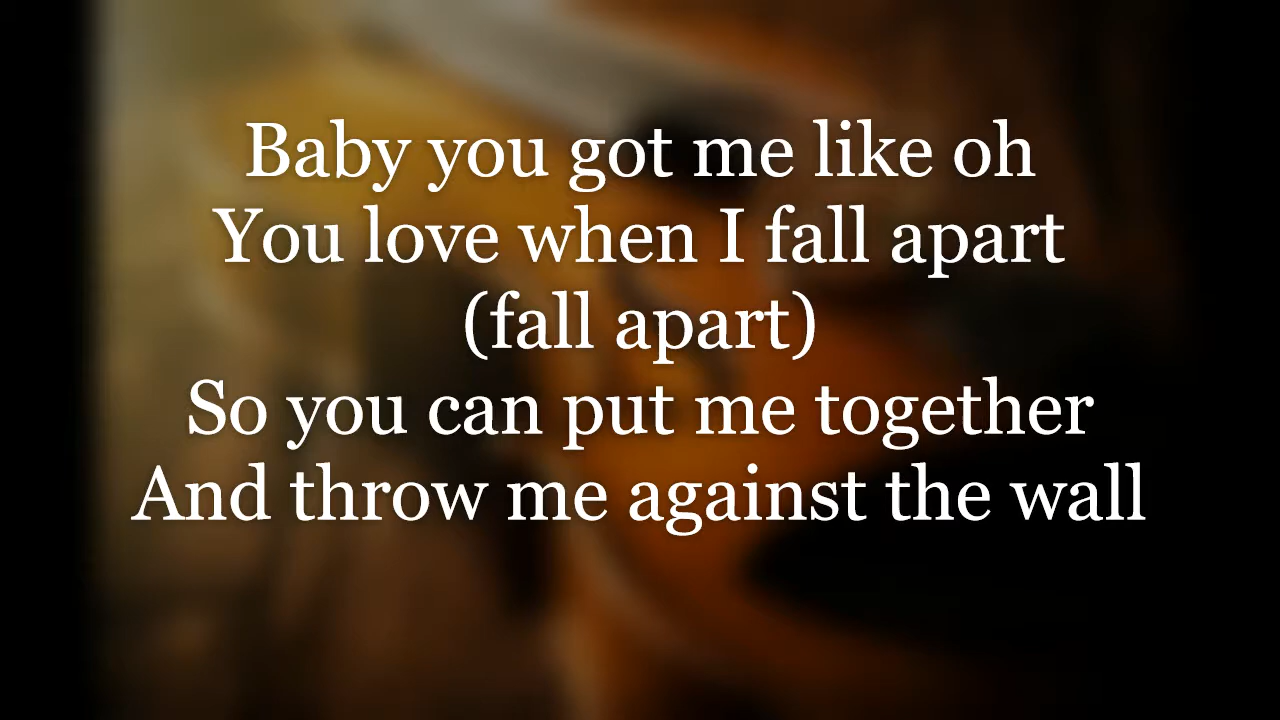 Baby you got me like oh
You love when I fall apart
(fall apart)
So you can put me together
And throw me against the wall